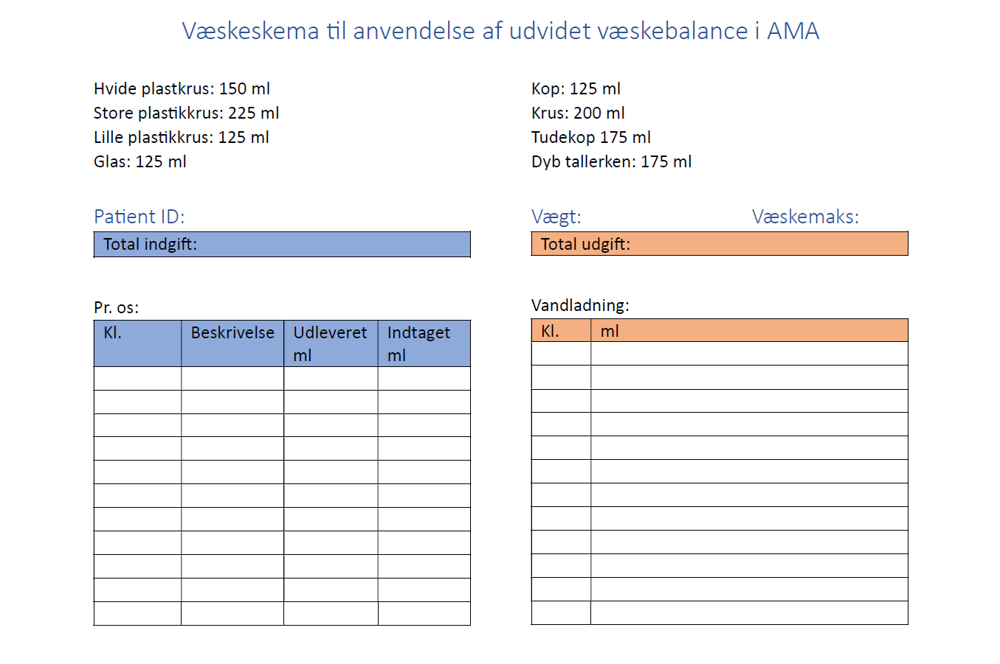 Væskeskema til anvendelse af udvidet væskebalance i AMA
Hvide plastkrus: 150 ml
Store plastikkrus: 225 ml
Lille plastikkrus: 125 ml
Glas: 125 ml
Kop: 125 ml
Krus: 200 ml
Tudekop 175 ml
Dyb tallerken: 175 ml
Patient ID:
Total indgift:
Vægt: Væskemaks:
Total udgift:
Pr. os:
Kl. Beskrivelse Udleveret ml Indtaget ml
Vandladning:
Kl. ml